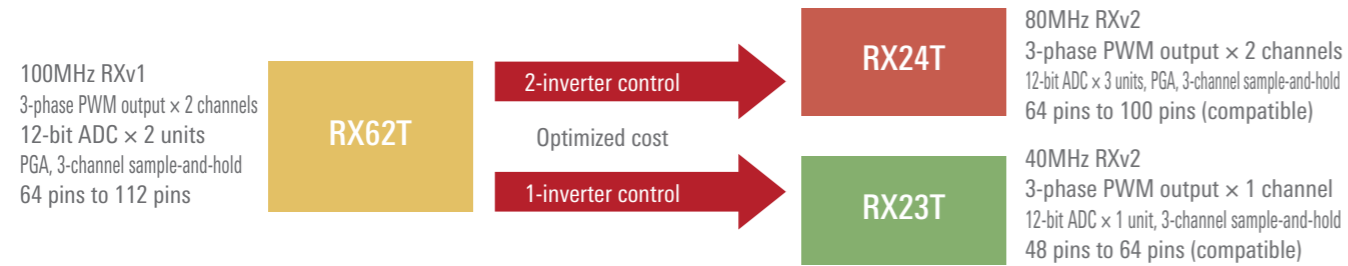 100MHz RXv1
3-phase PWM output × 2 channels
12-bit ADC × 2 units
PGA, 3-channel sample-and-hold
64 pins to 112 pins
RX62T
2-inverter control
Optimized cost
1-inverter control
RX24T
80MHz RXv2
3-phase PWM output × 2 channels
12-bit ADC × 3 units, PGA, 3-channel sample-and-hold
64 pins to 100 pins (compatible)
RX23T
40MHz RXv2
3-phase PWM output × 1 channel
12-bit ADC × 1 unit, 3-channel sample-and-hold
48 pins to 64 pins (compatible)